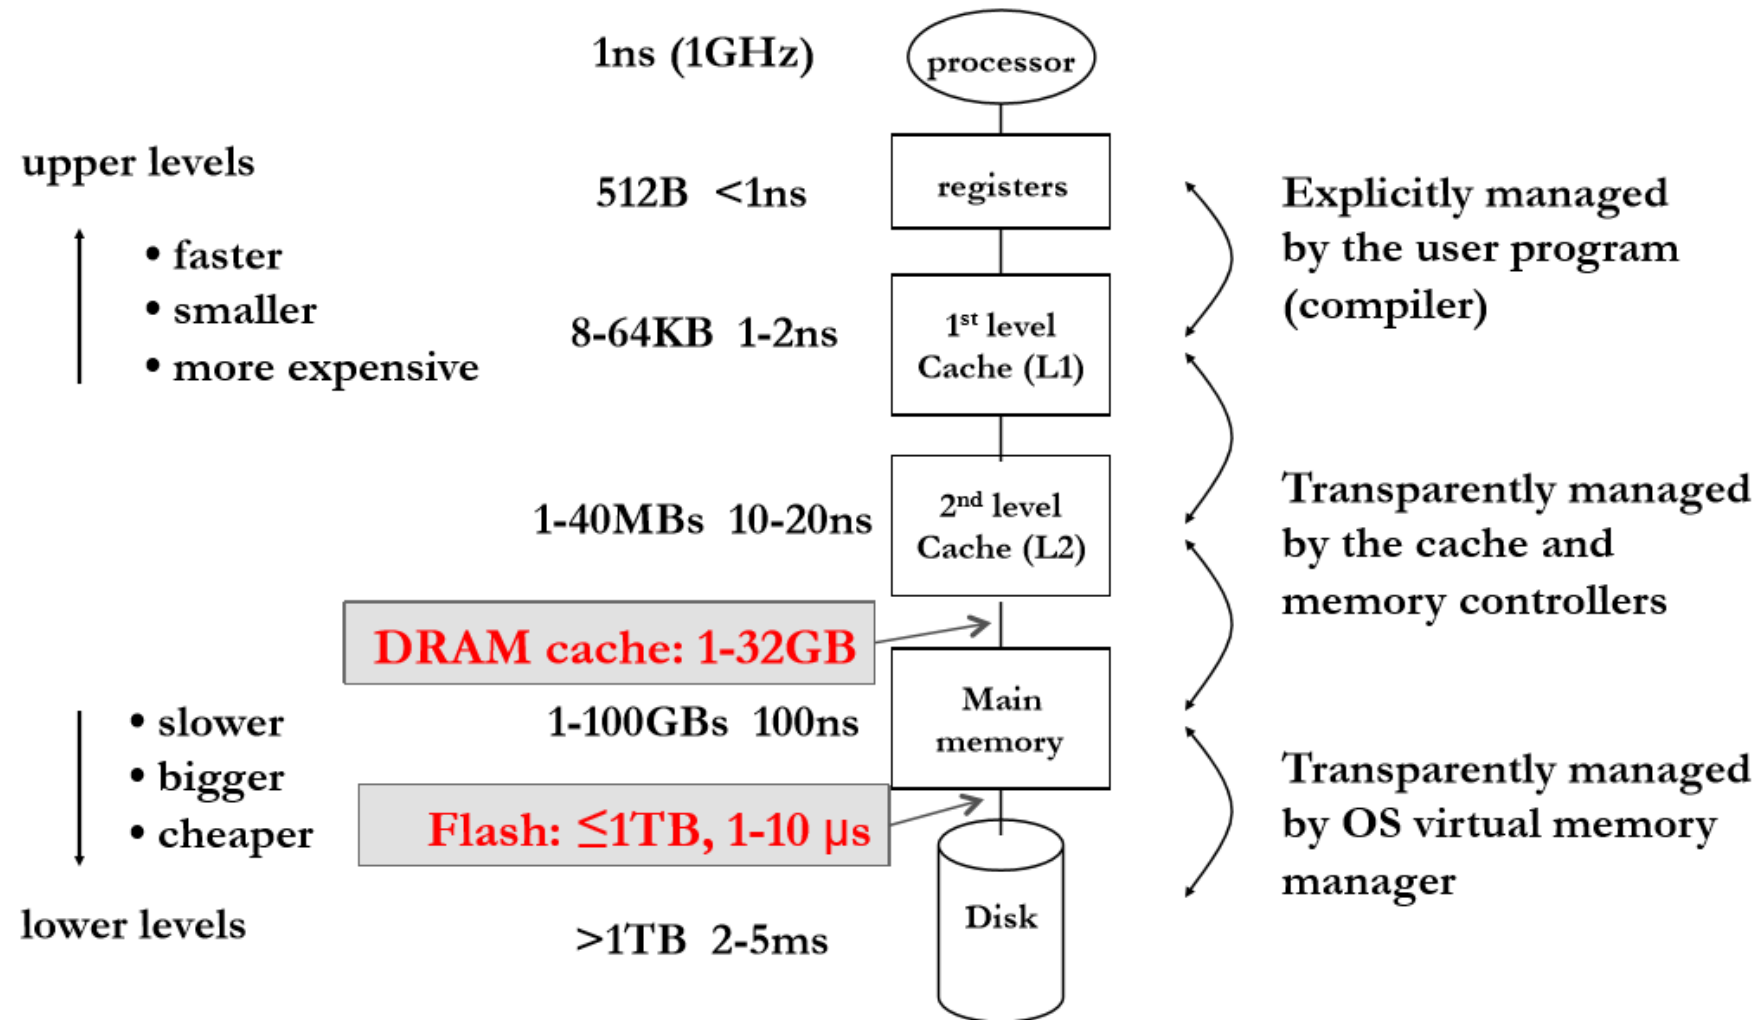 1ns (1GHz)
processor
upper levels
• faster
• smaller
• more expensive
512B <1ns
registers
Explicitly managed
by the user program
(compiler)
8-64KB 1-2ns
1st level
Cache (L1)
1-40MBs 10-20ns
2nd level
Cache (L2)
Transparently managed
by the cache and
memory controllers
DRAM cache: 1-32GB
• slower
• bigger
• cheaper
lower levels
1-100GBs 100ns
Main
memory
Flash: ≤1TB, 1-10 μs
Transparently managed
by OS virtual memory
manager
>1TB 2-5ms
Disk